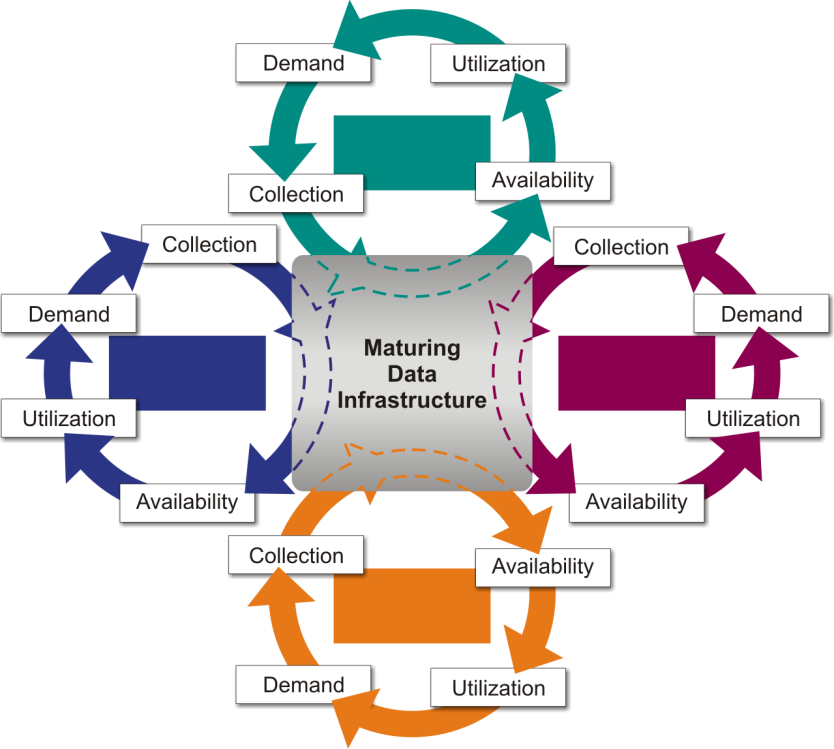 Demand
Utilization
Collection
Availability
Collection
Demand
Utilization
Availability
Maturing
Data
Infrastructure
Collection
Demand
Utilization
Availability
Collection
Availability
Demand
Utilization